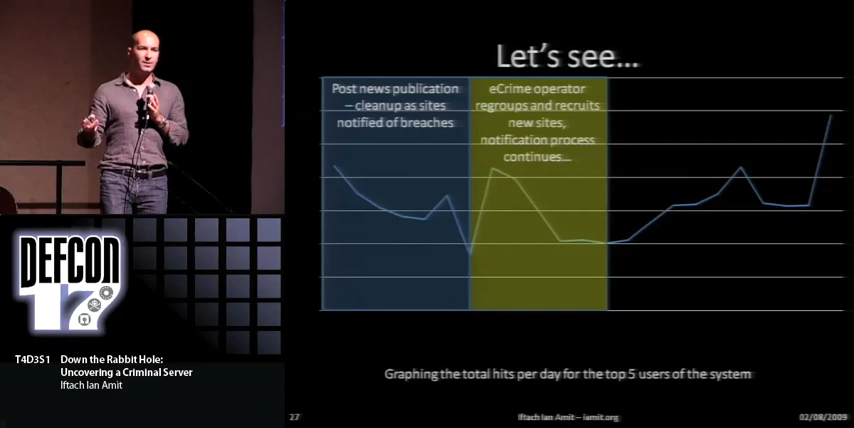 Let's see...
Post news publication
– cleanup as sites
notified of breaches
eCrime operator
regroups and recruits
new sites,
notification process
continues...
Graphing the total hits per day for the top 5 users of the system
27
Iftach Ian Amit – iamit.org
02/08/2009
DEFCON
17
T4D3S1 Down the Rabbit Hole:
Uncovering a Criminal Server
Iftach Ian Amit